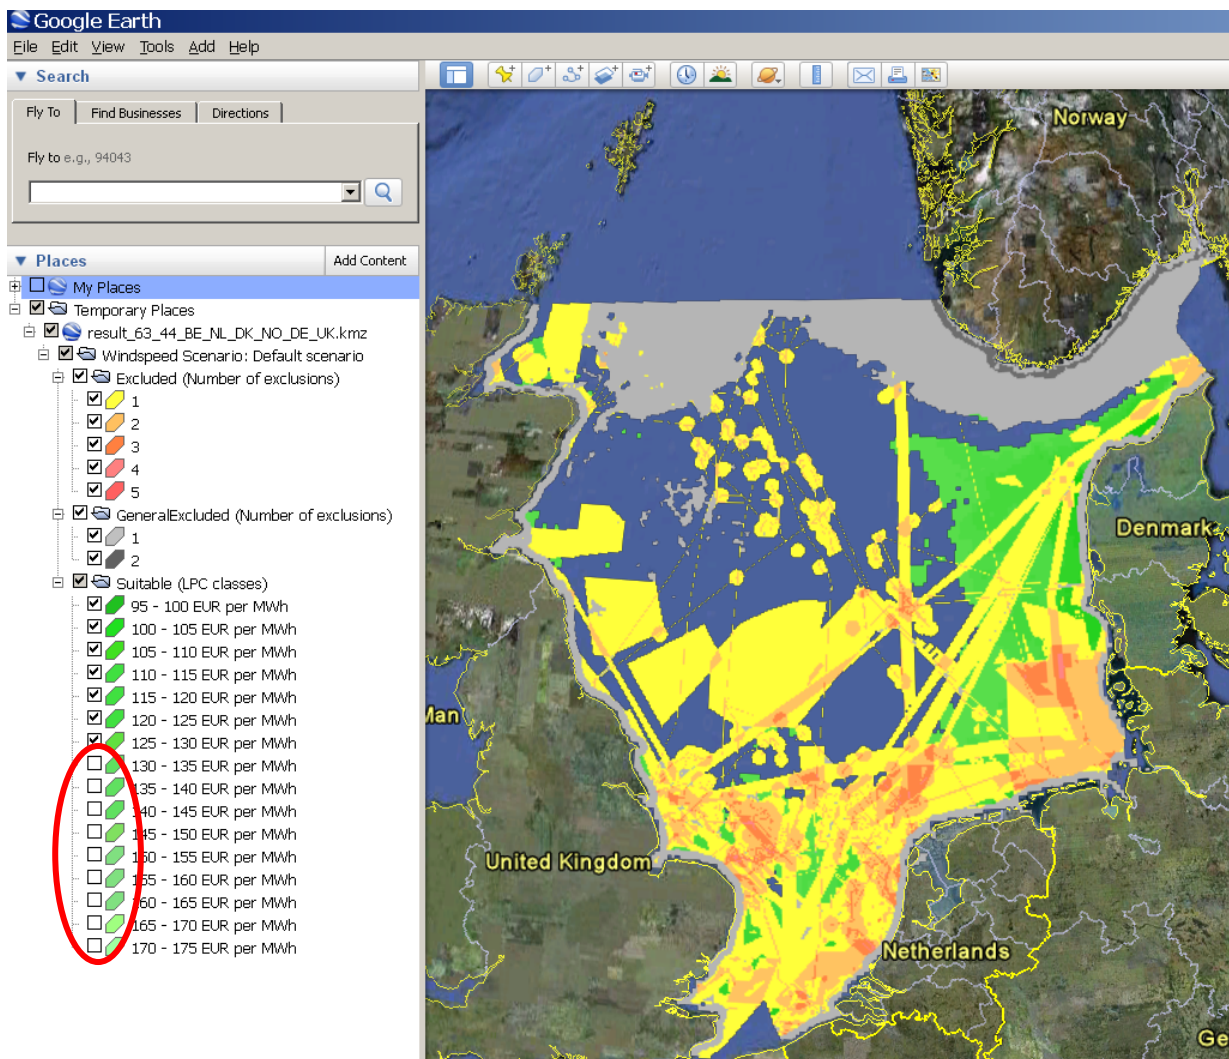 Google Earth
File Edit View Tools Add Help
Search
Fly To Find Businesses Directions
Fly to e.g., 94043
Places Add Content
My Places
Temporary Places
result_63_44_BE_NL_DK_NO_DE_UK.kmz
Windspeed Scenario: Default scenario
Excluded (Number of exclusions)
1
2
3
4
5
GeneralExcluded (Number of exclusions)
1
2
Suitable (LPC classes)
95 - 100 EUR per MWh
100 - 105 EUR per MWh
105 - 110 EUR per MWh
110 - 115 EUR per MWh
115 - 120 EUR per MWh
120 - 125 EUR per MWh
125 - 130 EUR per MWh
130 - 135 EUR per MWh
135 - 140 EUR per MWh
140 - 145 EUR per MWh
145 - 150 EUR per MWh
150 - 155 EUR per MWh
155 - 160 EUR per MWh
160 - 165 EUR per MWh
165 - 170 EUR per MWh
170 - 175 EUR per MWh
Norway
Denmark
Man
United Kingdom
Netherlands
Ge